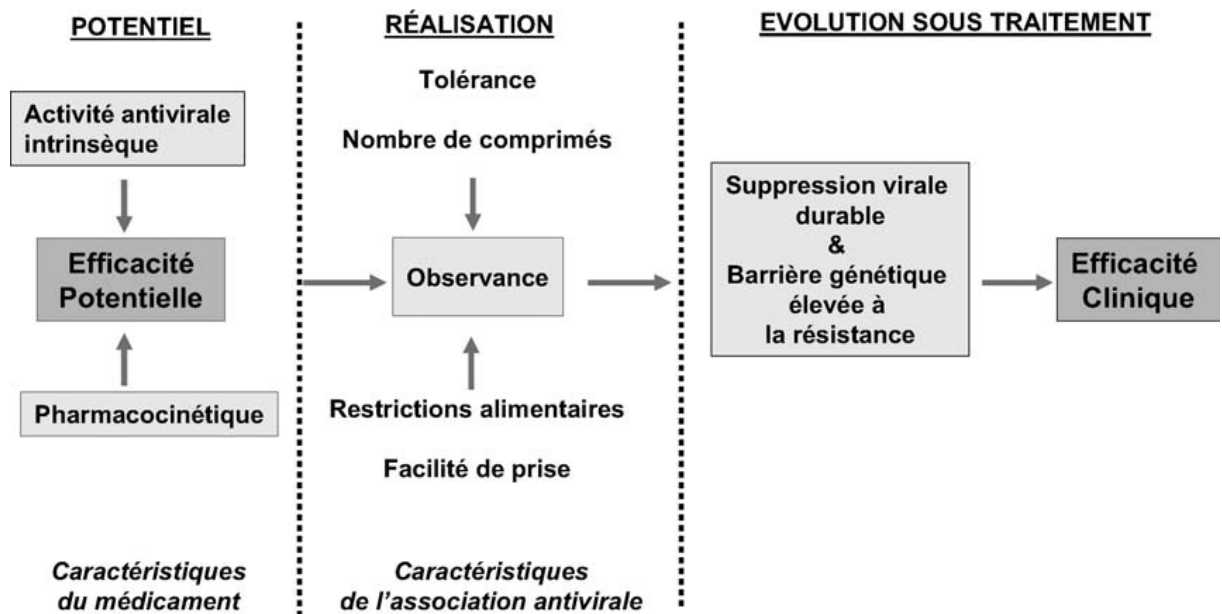 POTENTIEL
Activité antivirale
intrinsèque
Efficacité
Potentielle
Pharmacocinétique
Caractéristiques
du médicament
RÉALISATION
Tolérance
Nombre de comprimés
Observance
Restrictions alimentaires
Facilité de prise
Caractéristiques
de l'association antivirale
EVOLUTION SOUS TRAITEMENT
Suppression virale
durable
&
Barrière génétique
élevée à
la résistance
Efficacité
Clinique